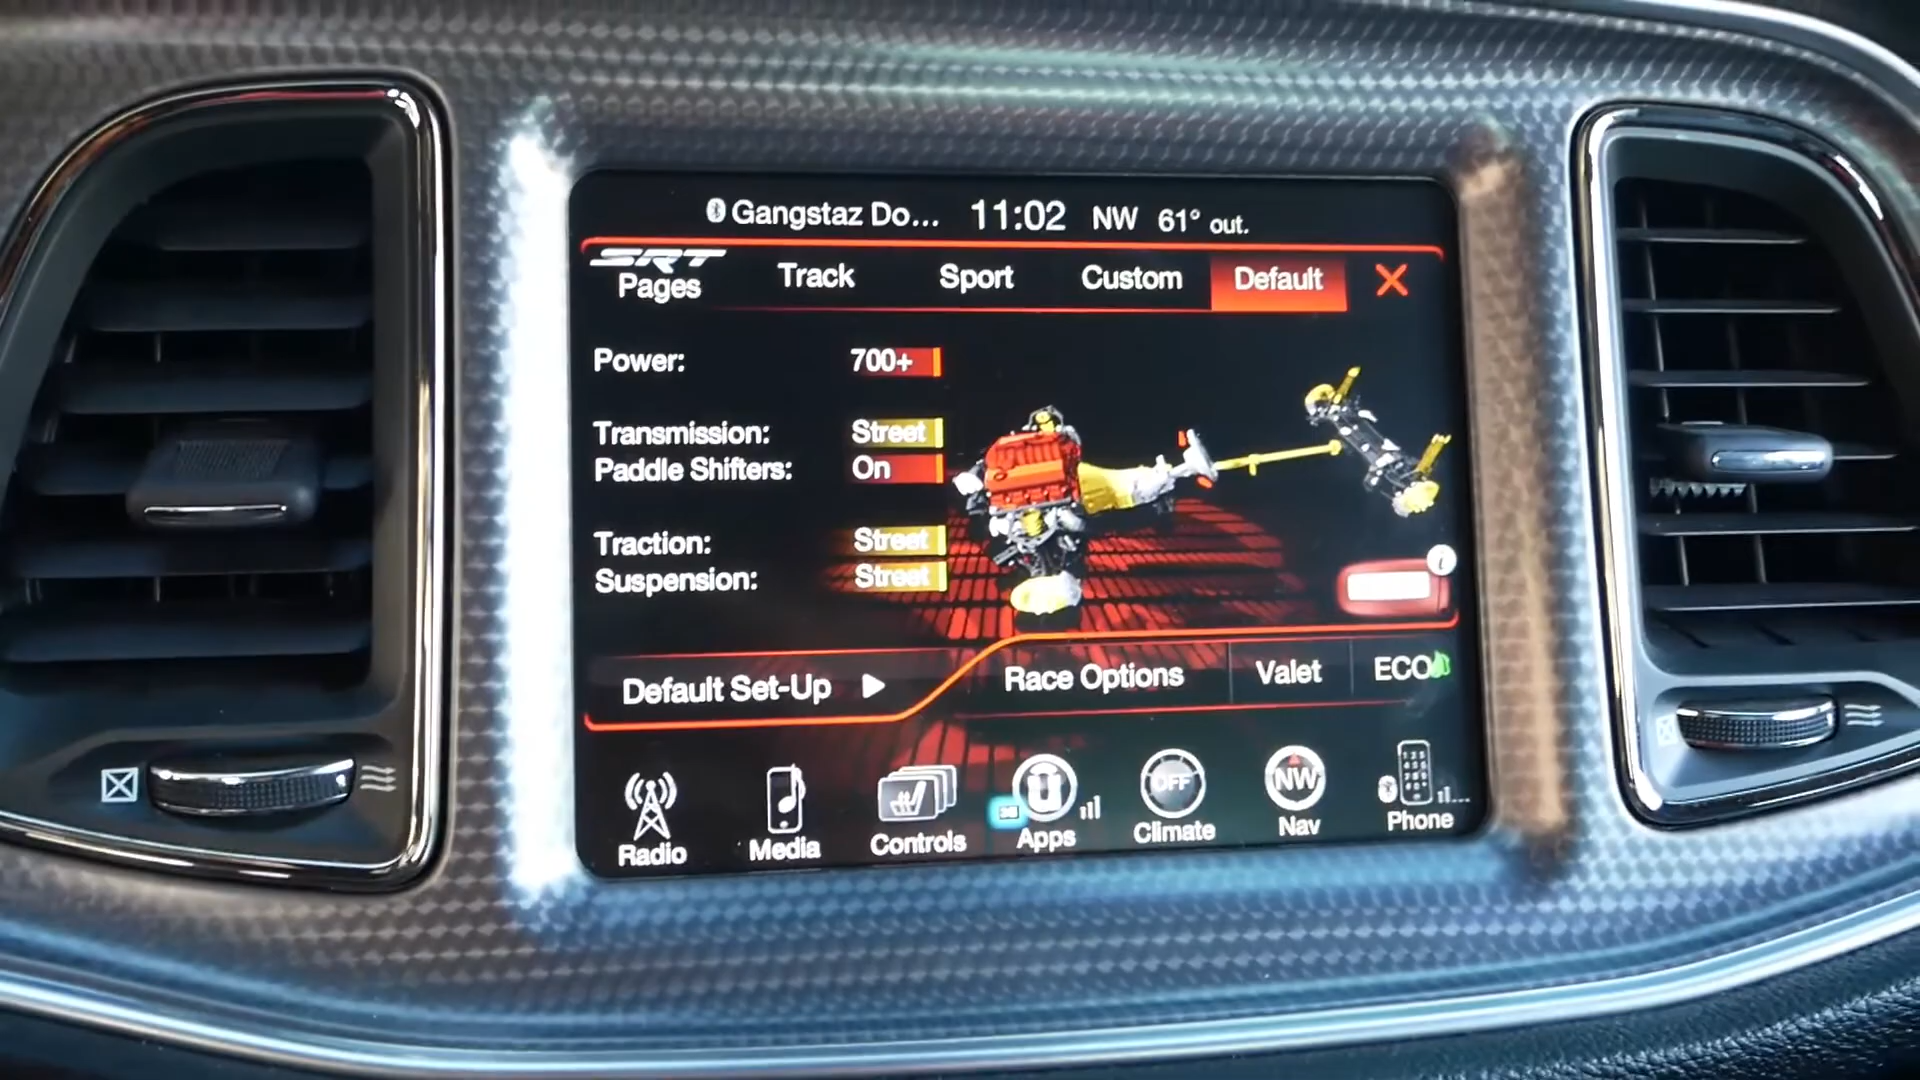 Gangstaz Do... 11:02 NW 61° out.
SRT
Pages Track Sport Custom Default X
Power: 700+
Transmission: Street
Paddle Shifters: On
Traction: Street
Suspension: Street
i
Default Set-Up Race Options Valet ECO
OFF NW
3G
Radio Media Controls Apps Climate Nav Phone